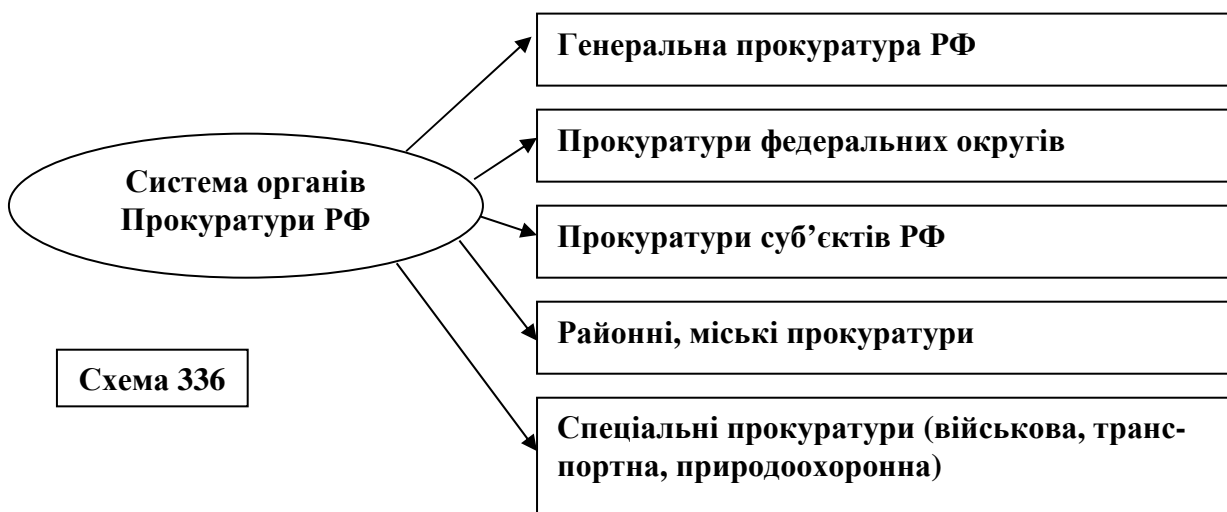 Генеральна прокуратура РФ
Прокуратури федеральних округів
Система органів
Прокуратури РФ
Прокуратури суб’єктів РФ
Районні, міські прокуратури
Схема 336
Спеціальні прокуратури (військова, транс-
портна, природоохоронна)